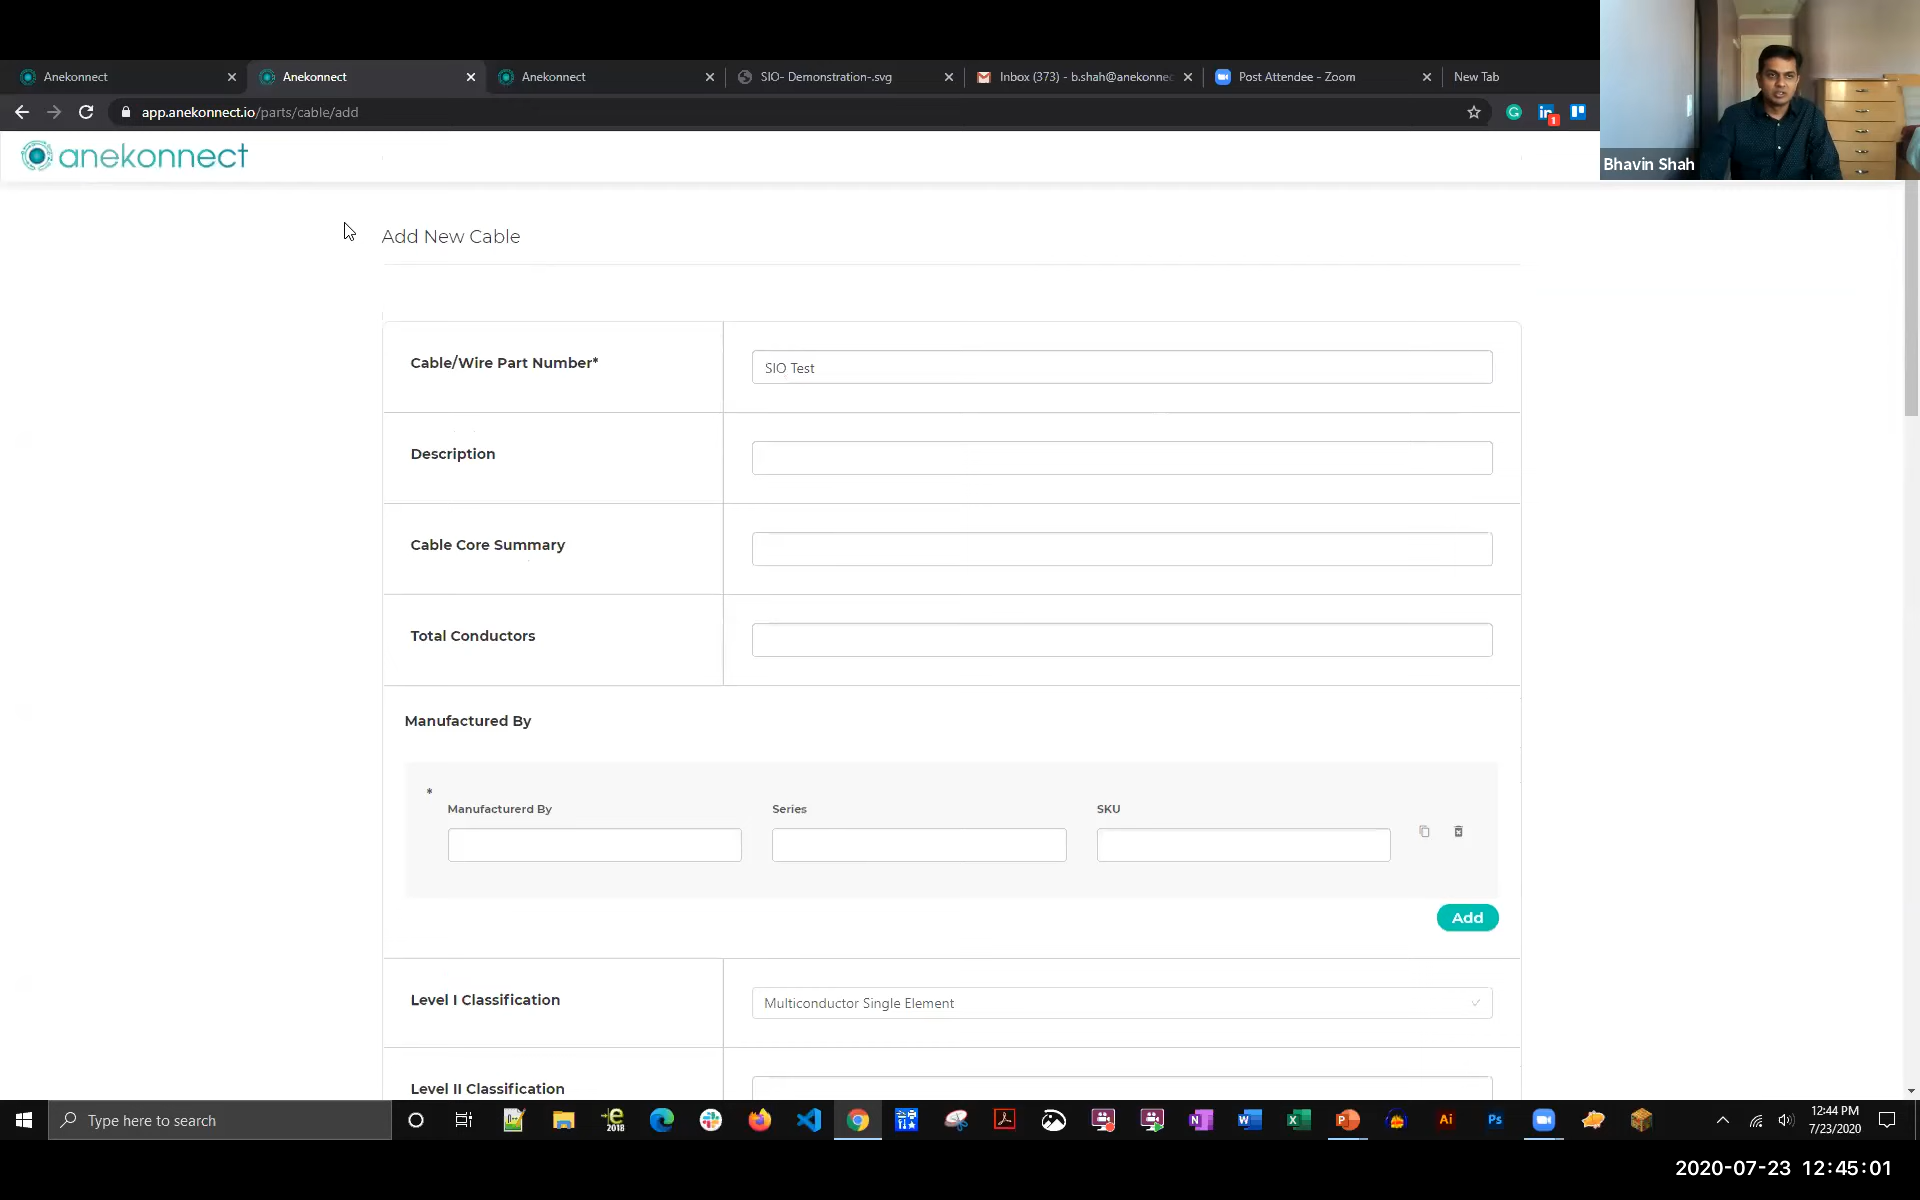 Anekonnect
Anekonnect
Anekonnect
SIO- Demonstration-.svg
Inbox (373) - b.shah@anekonnec
Post Attendee - Zoom
New Tab
app.anekonnect.io/parts/cable/add
anekonnect
Bhavin Shah
Add New Cable
Cable/Wire Part Number*
SIO Test
Description
Cable Core Summary
Total Conductors
Manufactured By
*
Manufacturerd By
Series
SKU
Add
Level I Classification
Multiconductor Single Element
Level II Classification
Type here to search
12:44 PM
7/23/2020
2020-07-23 12:45:01